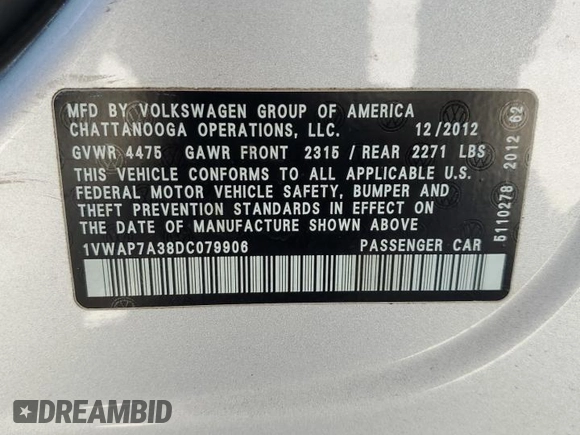 MFD BY VOLKSWAGEN GROUP OF AMERICA
CHATTANOOGA OPERATIONS, LLC. 12/2012
GVWR 4475 GAWR FRONT 2315/REAR 2271 LBS
THIS VEHICLE CONFORMS TO ALL APPLICABLE U.S.
FEDERAL MOTOR VEHICLE SAFETY, BUMPER AND
THEFT PREVENTION STANDARDS IN EFFECT ON
THE DATE OF MANUFACTURE SHOWN ABOVE
1VWAP7A38DC079906 PASSENGER CAR
5110278 2012 62
DREAMBID